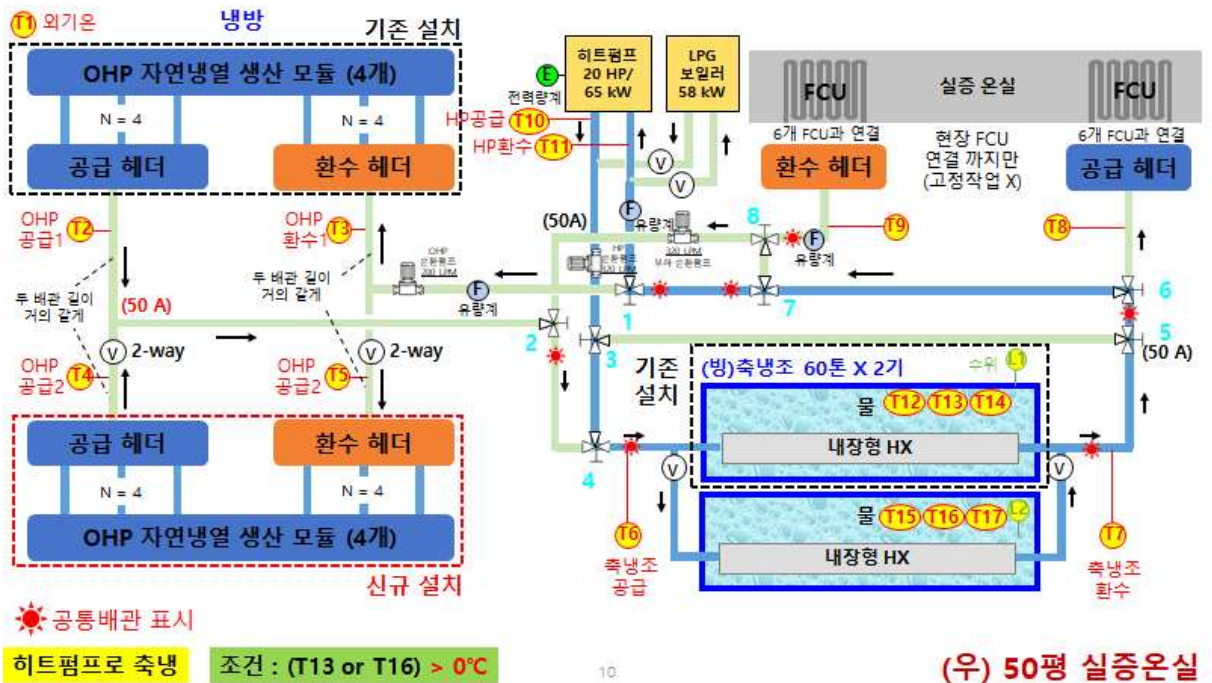 T1 외기온
냉방
기존 설치
OHP 자연냉열 생산 모듈 (4개)
N = 4
N = 4
공급 헤더
환수 헤더
히트펌프
20 HP/
65 kW
LPG
보일러
58 kW
E
전력량계
HP공급 T10
HP환수 T11
V
V
F
유량계
FCU
실증 온실
FCU
6개 FCU과 연결
6개 FCU과 연결
현장 FCU
연결 까지만
(고정작업 X)
환수 헤더
공급 헤더
OHP
공급1
T2
OHP
환수1
T3
(50A)
8
T9
T8
F
유량계
320 LPM
부하 순환펌프
HP
순환펌프
320 LPM
OHP
순환펌프
200 LPM
F
유량계
두 배관 길이
거의 같게
두 배관 길이
거의 같게
(50 A)
1
7
6
2
3
5
(50 A)
V 2-way
V 2-way
OHP
공급2
T4
OHP
공급2
T5
기존
설치
(빙)축냉조 60톤 X 2기
수위 L1
물 T12 T13 T14
내장형 HX
4
V
V
공급 헤더
환수 헤더
N = 4
N = 4
OHP 자연냉열 생산 모듈 (4개)
신규 설치
물 T15 T16 T17 L2
내장형 HX
T6
축냉조
공급
T7
축냉조
환수
공통배관 표시
히트펌프로 축냉
조건 : (T13 or T16) > 0℃
10
(우) 50평 실증온실